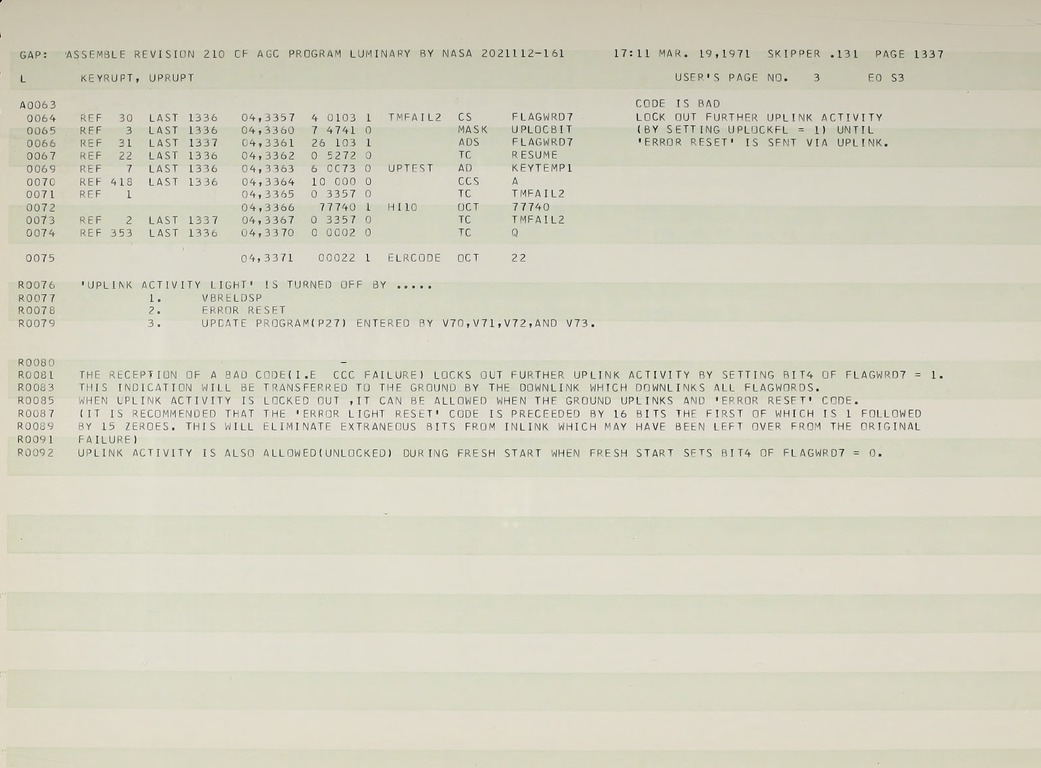 GAP: ASSEMBLE REVISION 210 OF AGC PROGRAM LUMINARY BY NASA 2021112-161 17:11 MAR. 19,1971 SKIPPER .131 PAGE 1337
L KEYRUPT, UPRUPT USER'S PAGE NO. 3 E0 S3
A0063 CODE IS BAD
0064 REF 30 LAST 1336 04,3357 4 0103 1 TMFAIL2 CS FLAGWRD7 LOCK OUT FURTHER UPLINK ACTIVITY
0065 REF 3 LAST 1336 04,3360 7 4741 0 MASK UPLOCBIT (BY SETTING UPLOCKFL = 1) UNTIL
0066 REF 31 LAST 1337 04,3361 26 103 1 ADS FLAGWRD7 'ERROR RESET' IS SENT VIA UPLINK.
0067 REF 22 LAST 1336 04,3362 0 5272 0 TC RESUME
0069 REF 7 LAST 1336 04,3363 6 0073 0 UPTEST AD KEYTEMP1
0070 REF 418 LAST 1336 04,3364 10 000 0 CCS A
0071 REF 1 04,3365 0 3357 0 TC TMFAIL2
0072 04,3366 77740 1 HI10 OCT 77740
0073 REF 2 LAST 1337 04,3367 0 3357 0 TC TMFAIL2
0074 REF 353 LAST 1336 04,3370 0 0002 0 TC Q
0075 04,3371 00022 1 ELRCODE OCT 22
R0076 'UPLINK ACTIVITY LIGHT' IS TURNED OFF BY .....
R0077 1. VBRELDSP
R0078 2. ERROR RESET
R0079 3. UPDATE PROGRAM(P27) ENTERED BY V70,V71,V72,AND V73.
R0080 -
R0081 THE RECEPTION OF A BAD CODE(I.E CCC FAILURE) LOCKS OUT FURTHER UPLINK ACTIVITY BY SETTING BIT4 OF FLAGWRD7 = 1.
R0083 THIS INDICATION WILL BE TRANSFERRED TO THE GROUND BY THE DOWNLINK WHICH DOWNLINKS ALL FLAGWORDS.
R0085 WHEN UPLINK ACTIVITY IS LOCKED OUT ,IT CAN BE ALLOWED WHEN THE GROUND UPLINKS AND 'ERROR RESET' CODE.
R0087 (IT IS RECOMMENDED THAT THE 'ERROR LIGHT RESET' CODE IS PRECEEDED BY 16 BITS THE FIRST OF WHICH IS 1 FOLLOWED
R0089 BY 15 ZEROES. THIS WILL ELIMINATE EXTRANEOUS BITS FROM INLINK WHICH MAY HAVE BEEN LEFT OVER FROM THE ORIGINAL
R0091 FAILURE)
R0092 UPLINK ACTIVITY IS ALSO ALLOWED(UNLOCKED) DURING FRESH START WHEN FRESH START SETS BIT4 OF FLAGWRD7 = 0.